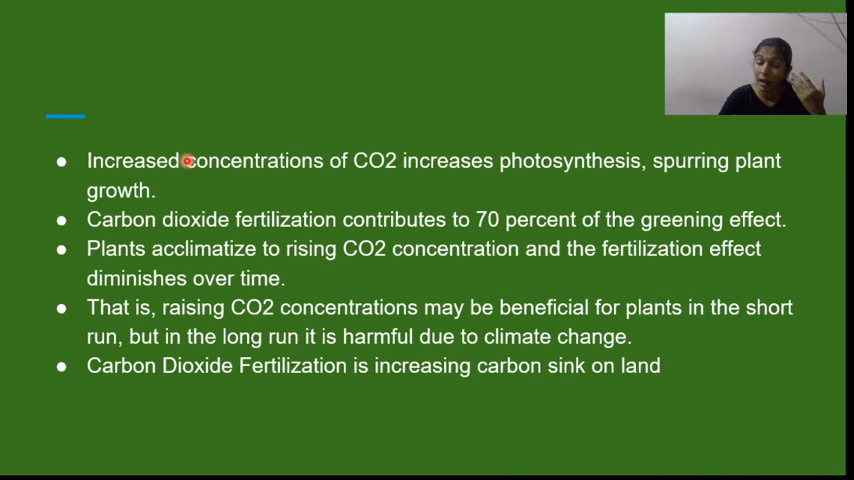 ● Increased concentrations of CO2 increases photosynthesis, spurring plant
growth.
● Carbon dioxide fertilization contributes to 70 percent of the greening effect.
● Plants acclimatize to rising CO2 concentration and the fertilization effect
diminishes over time.
● That is, raising CO2 concentrations may be beneficial for plants in the short
run, but in the long run it is harmful due to climate change.
● Carbon Dioxide Fertilization is increasing carbon sink on land